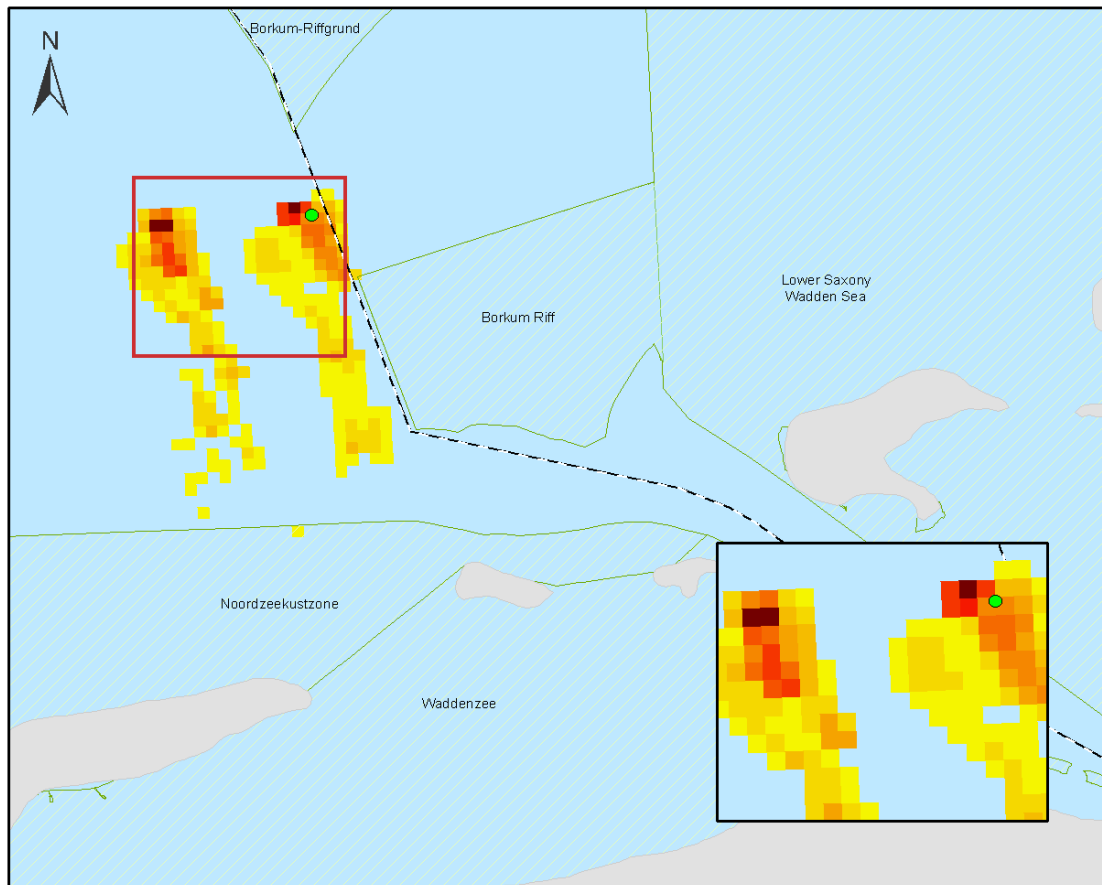 Borkum-Riffgrund
N
Lower Saxony
Wadden Sea
Borkum Riff
Noordzeekustzone
Waddenzee